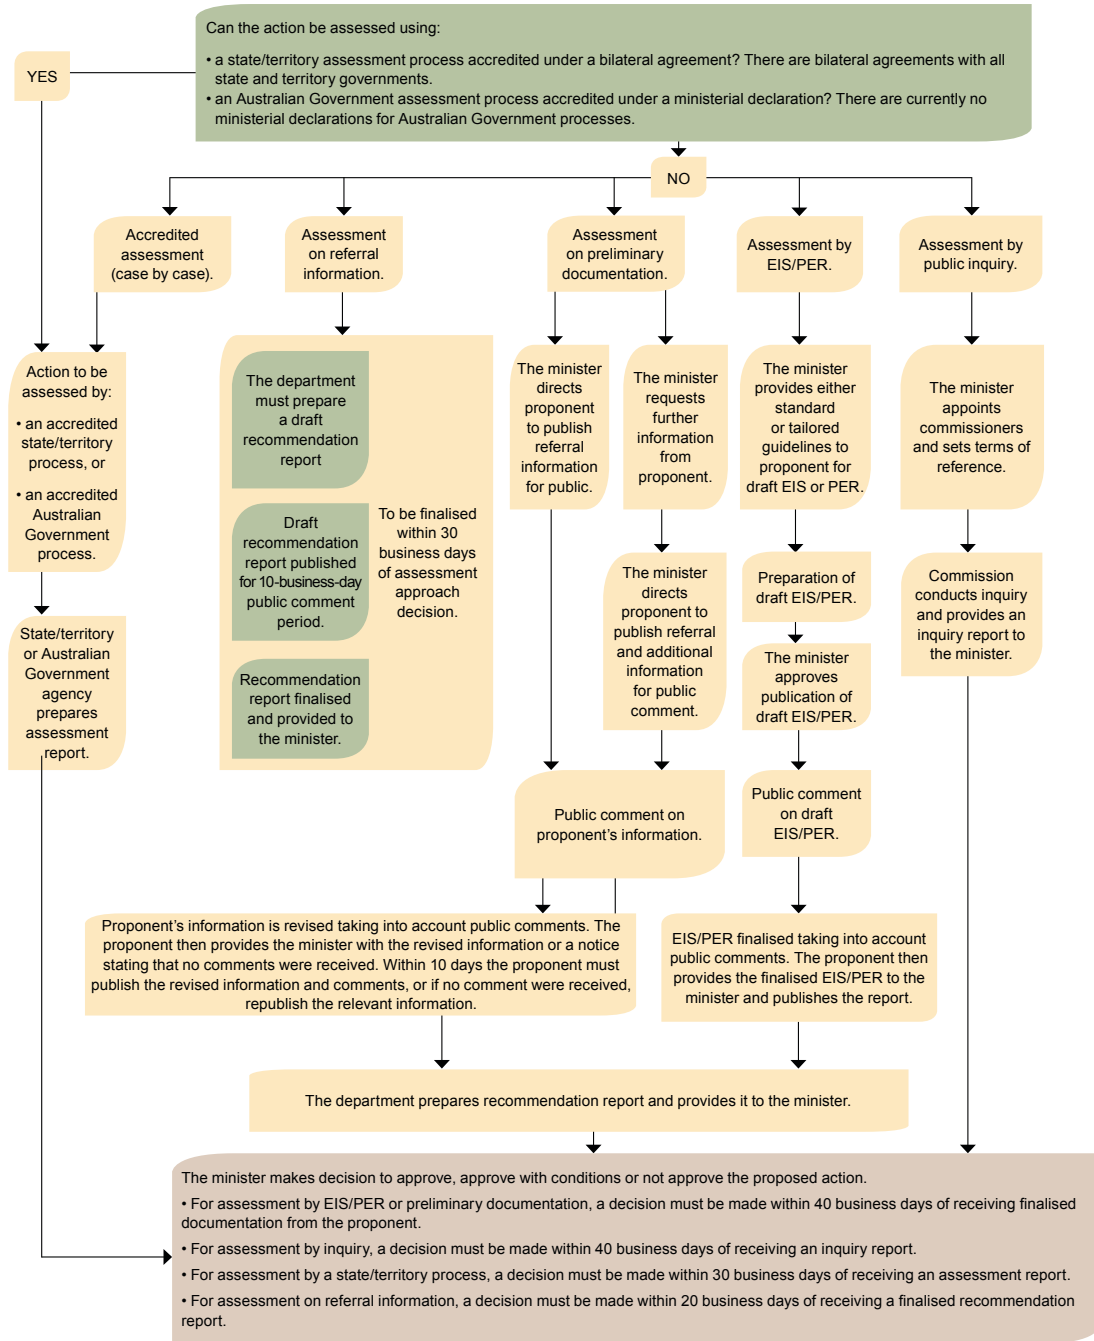 Can the action be assessed using:
• a state/territory assessment process accredited under a bilateral agreement? There are bilateral agreements with all
state and territory governments.
• an Australian Government assessment process accredited under a ministerial declaration? There are currently no
ministerial declarations for Australian Government processes.
YES
NO
Accredited
assessment
(case by case).
Assessment
on referral
information.
Assessment
on preliminary
documentation.
Assessment by
EIS/PER.
Assessment by
public inquiry.
Action to be
assessed by:
• an accredited
state/territory
process, or
• an accredited
Australian
Government
process.
State/territory
or Australian
Government
agency
prepares
assessment
report.
The department
must prepare
a draft
recommendation
report
Draft
recommendation
report published
for 10-business-day
public comment
period.
Recommendation
report finalised
and provided to
the minister.
To be finalised
within 30
business days
of assessment
approach
decision.
The minister
directs
proponent
to publish
referral
information
for public.
The minister
requests
further
information
from
proponent.
The minister
directs
proponent to
publish referral
and additional
information
for public
comment.
Public comment on
proponent’s information.
The minister
provides either
standard
or tailored
guidelines to
proponent for
draft EIS or PER.
Preparation of
draft EIS/PER.
The minister
approves
publication of
draft EIS/PER.
Public comment
on draft
EIS/PER.
The minister
appoints
commissioners
and sets terms
of reference.
Commission
conducts inquiry
and provides an
inquiry report to
the minister.
Proponent’s information is revised taking into account public comments. The
proponent then provides the minister with the revised information or a notice
stating that no comments were received. Within 10 days the proponent must
publish the revised information and comments, or if no comment were received,
republish the relevant information.
EIS/PER finalised taking into account
public comments. The proponent then
provides the finalised EIS/PER to the
minister and publishes the report.
The department prepares recommendation report and provides it to the minister.
The minister makes decision to approve, approve with conditions or not approve the proposed action.
• For assessment by EIS/PER or preliminary documentation, a decision must be made within 40 business days of receiving finalised
documentation from the proponent.
• For assessment by inquiry, a decision must be made within 40 business days of receiving an inquiry report.
• For assessment by a state/territory process, a decision must be made within 30 business days of receiving an assessment report.
• For assessment on referral information, a decision must be made within 20 business days of receiving a finalised recommendation
report.